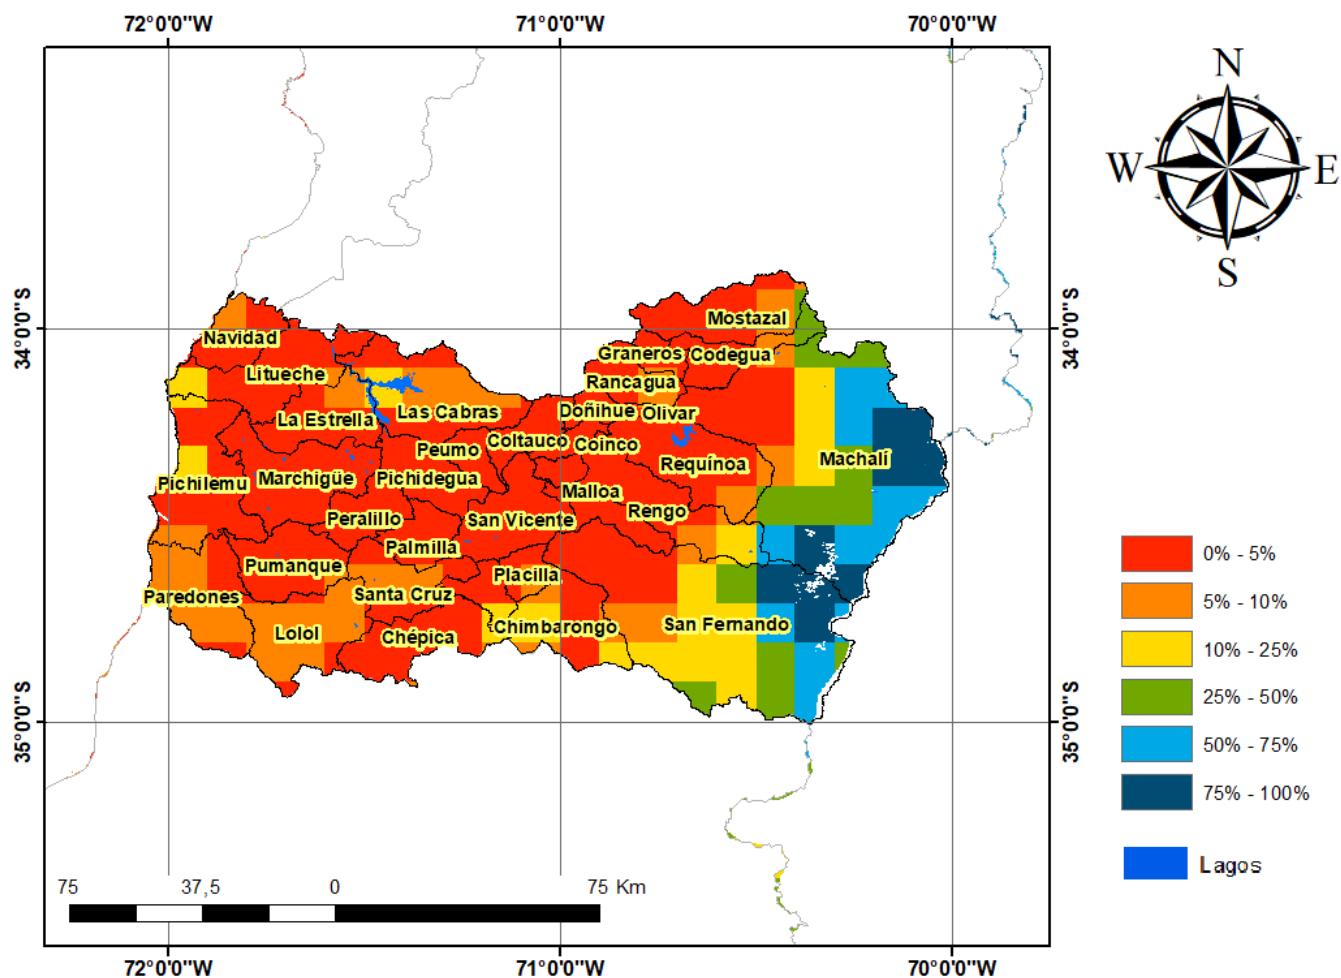 72°0'0"W 71°0'0"W 70°0'0"W
N
W E
S
34°0'0"S 34°0'0"S
Mostazal
Navidad
Graneros Codegua
Litueche
Rancagua
Las Cabras Doñihue Olivar
La Estrella
Coltauco Coinco
Peumo
Machalí
Requínoa
Marchigüe Pichidegua
Pichilemu
Malloa
Rengo
Peralillo San Vicente
Palmilla
0% - 5%
Pumanque
Placilla
Santa Cruz
Paredones
5% - 10%
Chimbarongo San Fernando
Lolol
Chépica
10% - 25%
25% - 50%
35°0'0"S 35°0'0"S
50% - 75%
75% - 100%
Lagos
75 37,5 0 75 Km
72°0'0"W 71°0'0"W 70°0'0"W